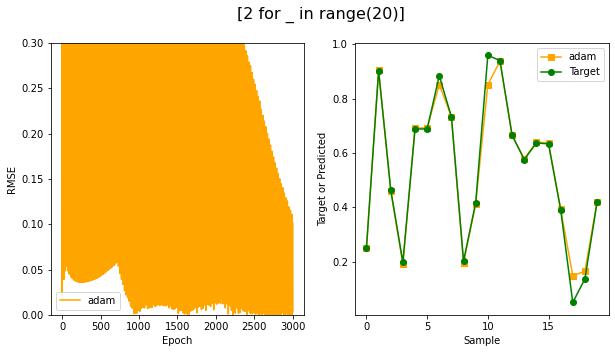 [2 for _ in range(20)]
0.30
0.25
0.20
0.15
0.10
0.05
0.00
RMSE
0 500 1000 1500 2000 2500 3000
Epoch
adam
1.0
0.8
0.6
0.4
0.2
Target or Predicted
0 5 10 15
Sample
adam
Target